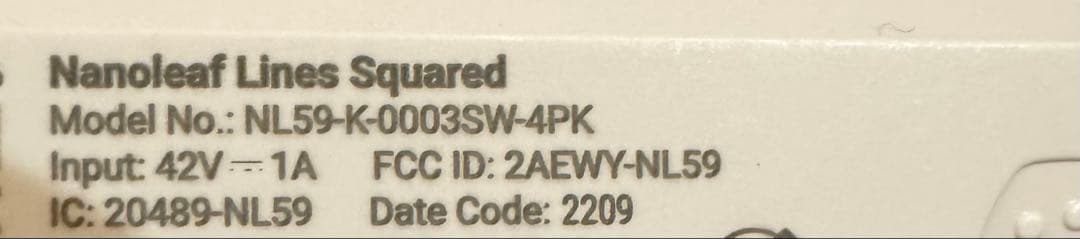 Nanoleaf Lines Squared
Model No.: NL59-K-0003SW-4PK
Input: 42V⎓1A FCC ID: 2AEWY-NL59
IC: 20489-NL59 Date Code: 2209